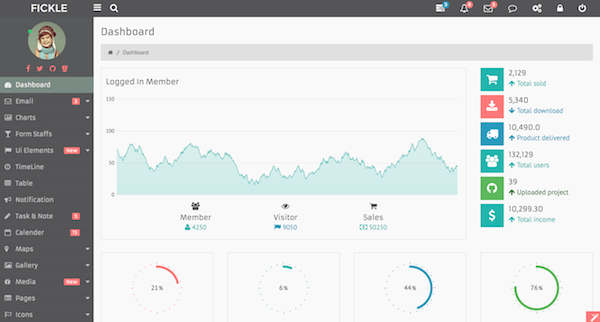 FICKLE
Dashboard
Email 3
Charts
Form Staffs
Ui Elements New
TimeLine
Table
Notification
Task & Note 5
Calender 15
Maps
Gallery
Media New
Pages
Icons
Dashboard
/ Dashboard
Logged In Member
150
100
50
0
Member
4250
Visitor
9050
Sales
50250
2,129
Total sold
5,340
Total download
10,490.0
Product delivered
132,129
Total users
39
Uploaded project
10,299.30
Total income
21%
6%
44%
76%